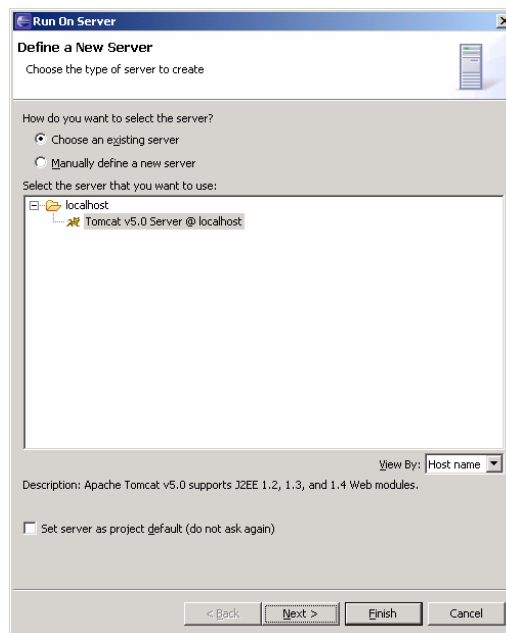 Run On Server
Define a New Server
Choose the type of server to create
How do you want to select the server?
Choose an existing server
Manually define a new server
Select the server that you want to use:
localhost
Tomcat v5.0 Server @ localhost
View By: Host name
Description: Apache Tomcat v5.0 supports J2EE 1.2, 1.3, and 1.4 Web modules.
Set server as project default (do not ask again)
< Back Next > Finish Cancel